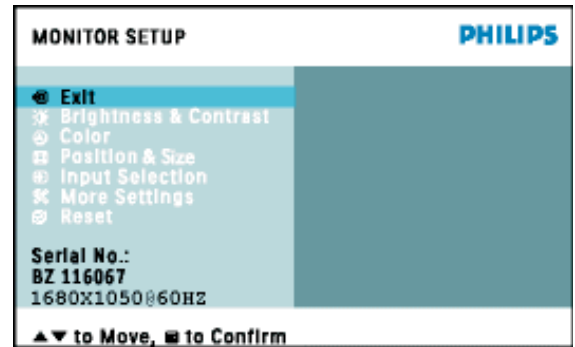 MONITOR SETUP
PHILIPS
Exit
Brightness & Contrast
Color
Position & Size
Input Selection
More Settings
Reset
Serial No.:
BZ 116067
1680X1050@60HZ
▲▼ to Move, to Confirm